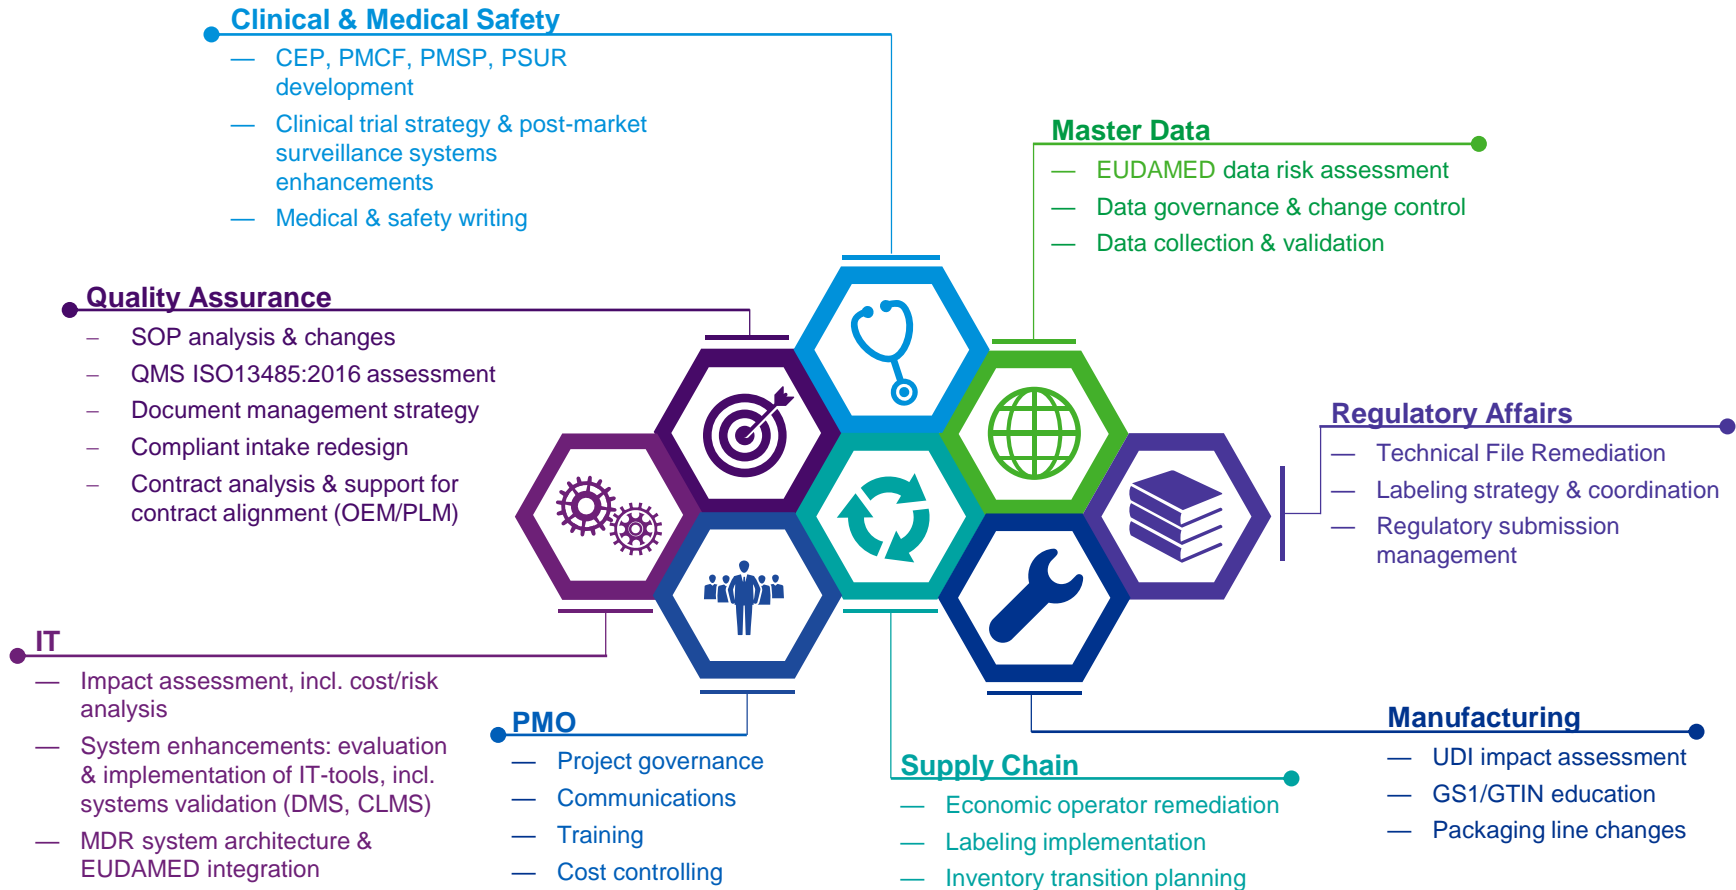 Clinical & Medical Safety
— CEP, PMCF, PMSP, PSUR
development
— Clinical trial strategy & post-market
surveillance systems
enhancements
— Medical & safety writing
Master Data
— EUDAMED data risk assessment
— Data governance & change control
— Data collection & validation
Quality Assurance
– SOP analysis & changes
– QMS ISO13485:2016 assessment
– Document management strategy
– Compliant intake redesign
– Contract analysis & support for
contract alignment (OEM/PLM)
Regulatory Affairs
— Technical File Remediation
— Labeling strategy & coordination
— Regulatory submission
management
IT
— Impact assessment, incl. cost/risk
analysis
— System enhancements: evaluation
& implementation of IT-tools, incl.
systems validation (DMS, CLMS)
— MDR system architecture &
EUDAMED integration
PMO
— Project governance
— Communications
— Training
— Cost controlling
Supply Chain
— Economic operator remediation
— Labeling implementation
— Inventory transition planning
Manufacturing
— UDI impact assessment
— GS1/GTIN education
— Packaging line changes